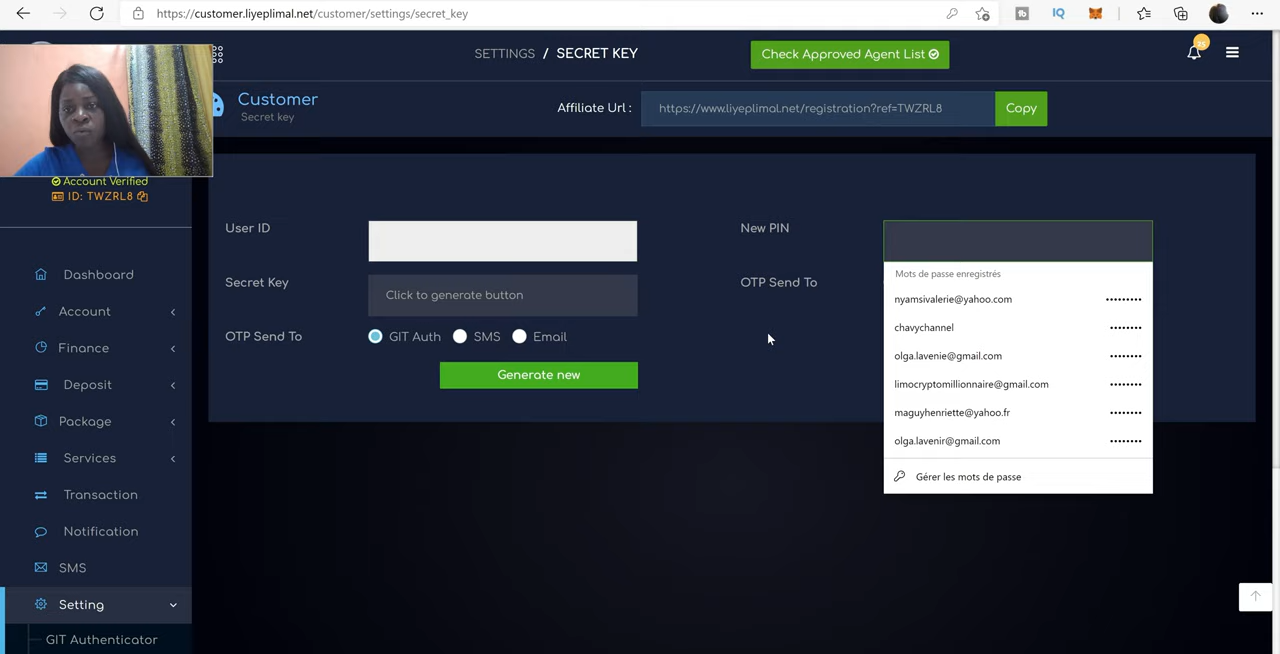 https://customer.liyeplimal.net/customer/settings/secret_key
IQ
SETTINGS / SECRET KEY
Check Approved Agent List
25
Customer
Secret key
Affiliate Url :
https://www.liyeplimal.net/registration?ref=TWZRL8
Copy
Account Verified
ID: TWZRL8
Dashboard
Account
Finance
Deposit
Package
Services
Transaction
Notification
SMS
Setting
GIT Authenticator
User ID
Secret Key
Click to generate button
OTP Send To
GIT Auth
SMS
Email
Generate new
New PIN
OTP Send To
Mots de passe enregistrés
nyamsivalerie@yahoo.com •••••••••
chavychannel ••••••••
olga.lavenie@gmail.com ••••••••
limocryptomillionnaire@gmail.com ••••••••
maguyhenriette@yahoo.fr ••••••••
olga.lavenir@gmail.com ••••••••
Gérer les mots de passe